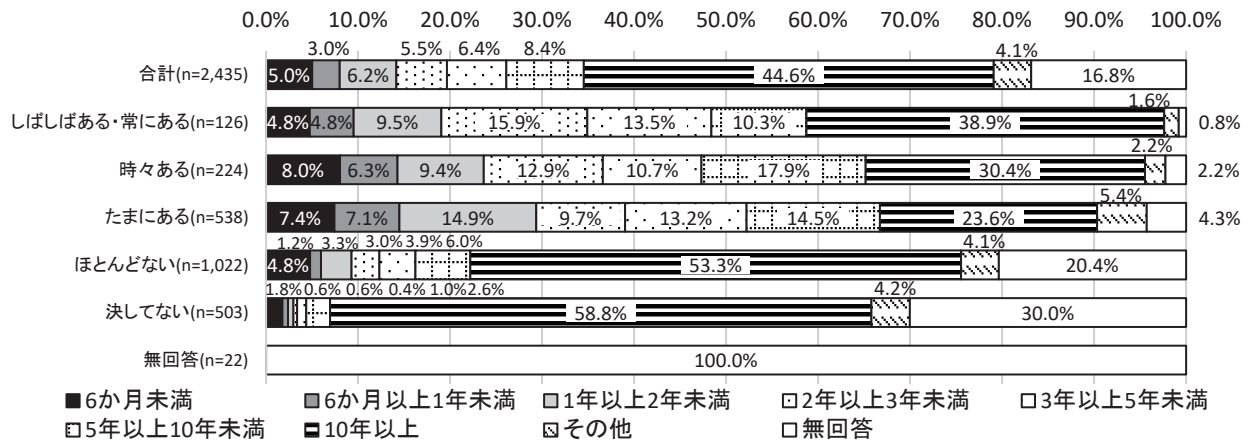 0.0% 10.0% 20.0% 30.0% 40.0% 50.0% 60.0% 70.0% 80.0% 90.0% 100.0%
3.0% 5.5% 6.4% 8.4% 4.1%
合計(n=2,435) 5.0% 6.2% 44.6% 16.8%
1.6%
しばしばある・常にある(n=126) 4.8% 4.8% 9.5% 15.9% 13.5% 10.3% 38.9% 0.8%
2.2%
時々ある(n=224) 8.0% 6.3% 9.4% 12.9% 10.7% 17.9% 30.4% 2.2%
5.4%
たまにある(n=538) 7.4% 7.1% 14.9% 9.7% 13.2% 14.5% 23.6% 4.3%
1.2% 3.3% 3.0% 3.9% 6.0% 4.1%
ほとんどない(n=1,022) 4.8% 53.3% 20.4%
1.8% 0.6% 0.6% 0.4% 1.0% 2.6% 4.2%
決してない(n=503) 58.8% 30.0%
無回答(n=22) 100.0%
6か月未満 6か月以上1年未満 1年以上2年未満 2年以上3年未満 3年以上5年未満
5年以上10年未満 10年以上 その他 無回答